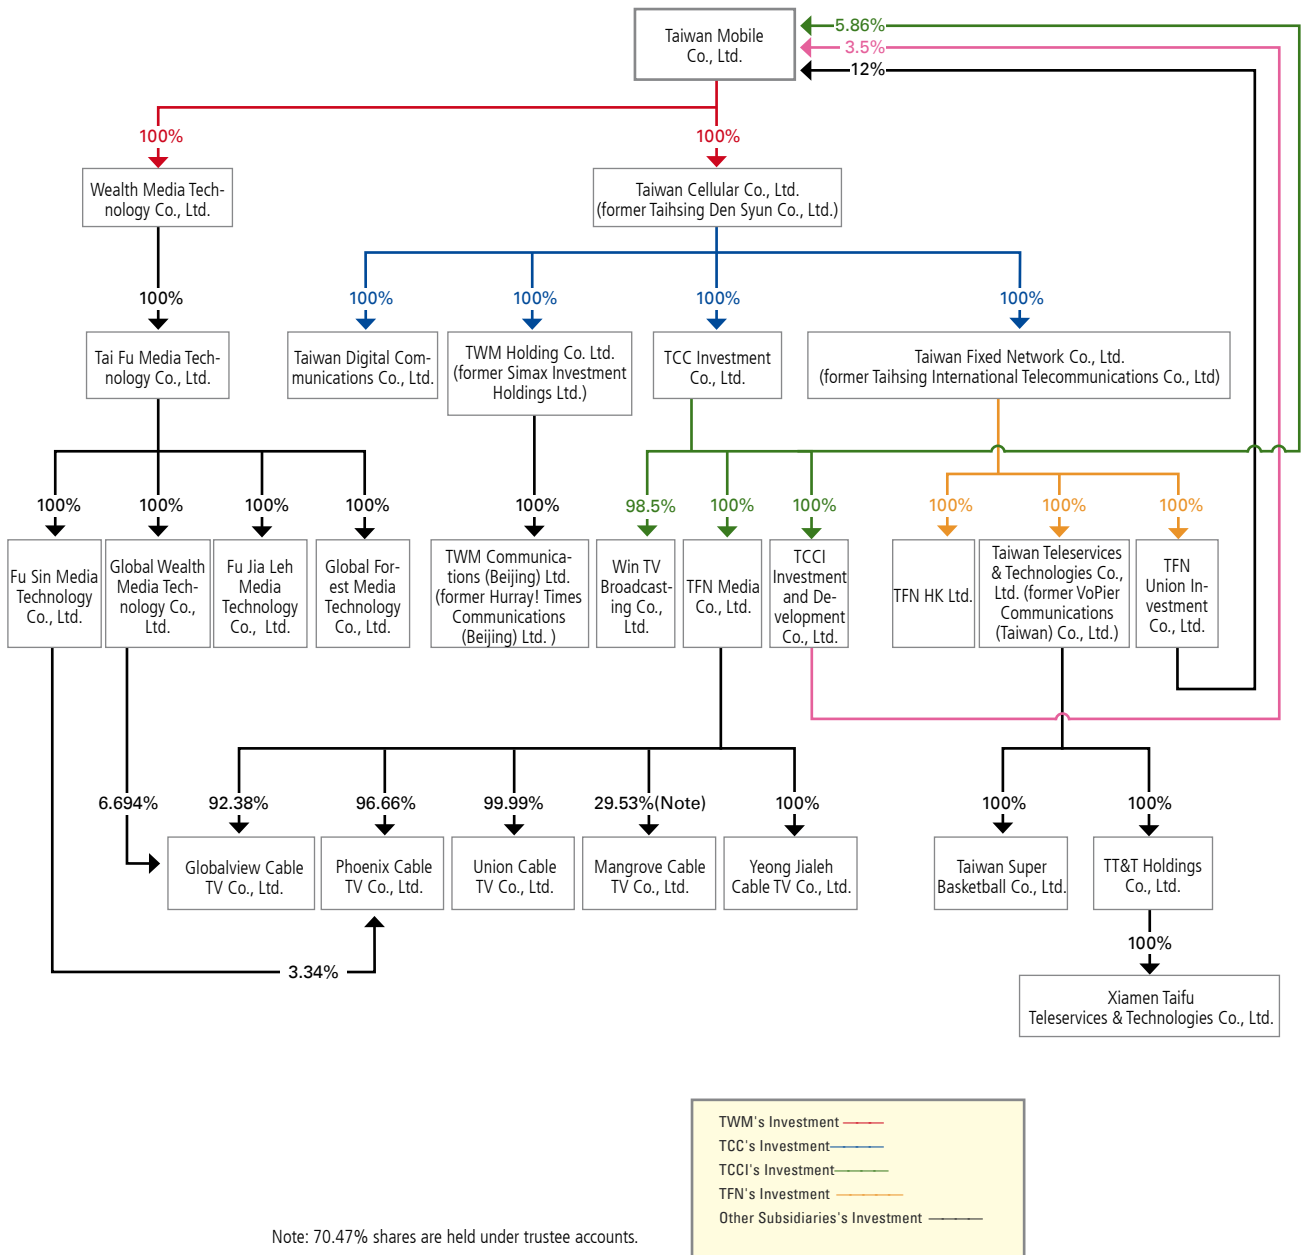 Taiwan Mobile
Co., Ltd.
5.86%
3.5%
12%
100%
100%
Wealth Media Tech-
nology Co., Ltd.
Taiwan Cellular Co., Ltd.
(former Taihsing Den Syun Co., Ltd.)
100%
100%
100%
100%
100%
Tai Fu Media Tech-
nology Co., Ltd.
Taiwan Digital Com-
munications Co., Ltd.
TWM Holding Co. Ltd.
(former Simax Investment
Holdings Ltd.)
TCC Investment
Co., Ltd.
Taiwan Fixed Network Co., Ltd.
(former Taihsing International Telecommunications Co., Ltd)
100%
100%
100%
100%
100%
98.5%
100%
100%
100%
100%
100%
Fu Sin Media
Technology
Co., Ltd.
Global Wealth
Media Tech-
nology Co.,
Ltd.
Fu Jia Leh
Media
Technology
Co., Ltd.
Global For-
est Media
Technology
Co., Ltd.
TWM Communica-
tions (Beijing) Ltd.
(former Hurray! Times
Communications
(Beijing) Ltd. )
Win TV
Broadcast-
ing Co.,
Ltd.
TFN Media
Co., Ltd.
TCCI
Investment
and De-
velopment
Co., Ltd.
TFN HK Ltd.
Taiwan Teleservices
& Technologies Co.,
Ltd. (former VoPier
Communications
(Taiwan) Co., Ltd.)
TFN
Union In-
vestment
Co., Ltd.
6.694%
92.38%
96.66%
99.99%
29.53%(Note)
100%
100%
100%
Globalview Cable
TV Co., Ltd.
Phoenix Cable
TV Co., Ltd.
Union Cable
TV Co., Ltd.
Mangrove Cable
TV Co., Ltd.
Yeong Jialeh
Cable TV Co., Ltd.
Taiwan Super
Basketball Co., Ltd.
TT&T Holdings
Co., Ltd.
3.34%
100%
Xiamen Taifu
Teleservices & Technologies Co., Ltd.
TWM's Investment
TCC's Investment
TCCI's Investment
TFN's Investment
Other Subsidiaries's Investment
Note: 70.47% shares are held under trustee accounts.